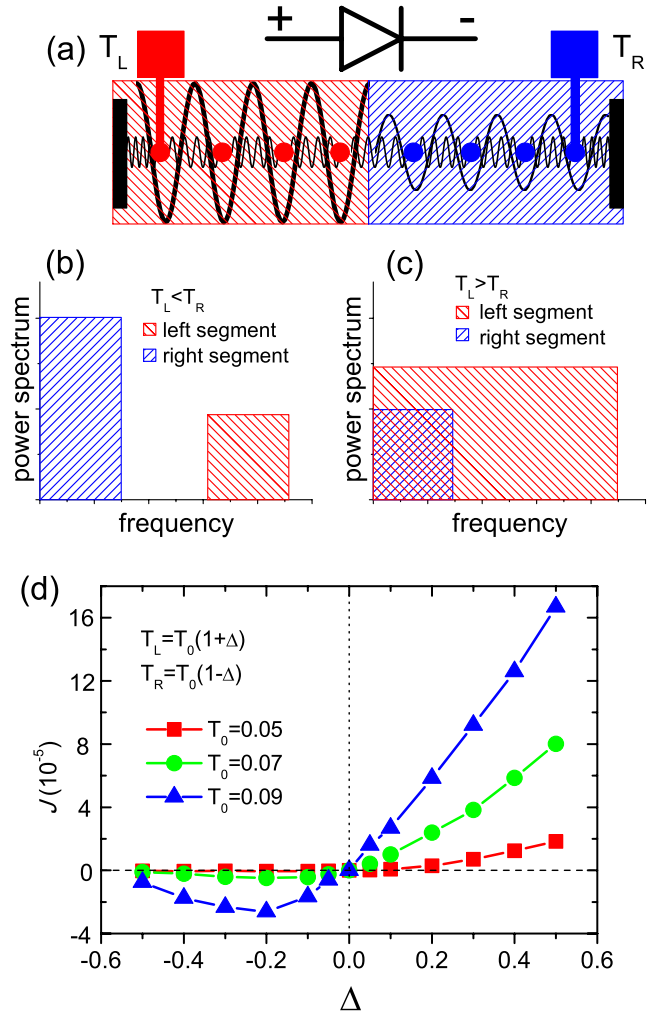 (a)
T_L
+
-
T_R
(b)
power spectrum
T_L<T_R
left segment
right segment
frequency
(c)
power spectrum
T_L>T_R
left segment
right segment
frequency
(d)
J (10^-5)
16
12
8
4
0
-4
T_L=T_0(1+Δ)
T_R=T_0(1-Δ)
T_0=0.05
T_0=0.07
T_0=0.09
-0.6 -0.4 -0.2 0.0 0.2 0.4 0.6
Δ